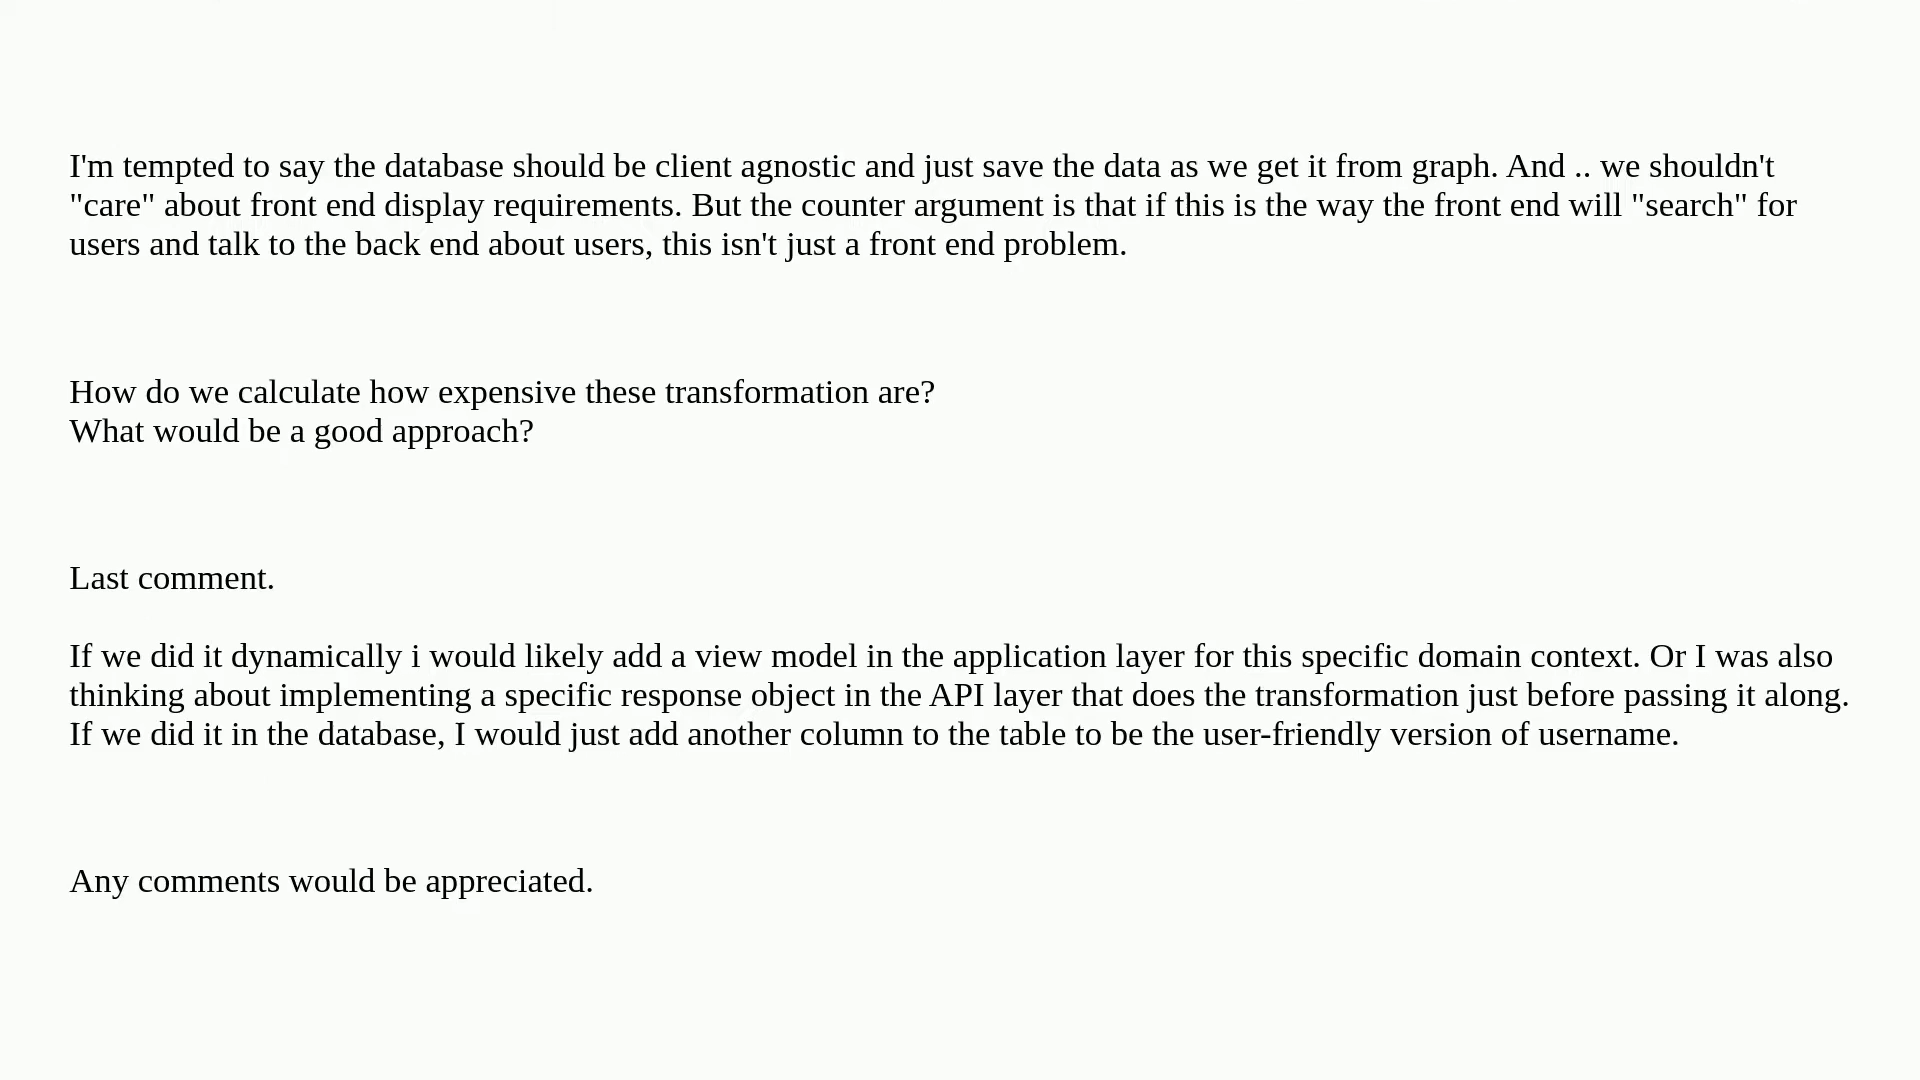 I'm tempted to say the database should be client agnostic and just save the data as we get it from graph. And .. we shouldn't
"care" about front end display requirements. But the counter argument is that if this is the way the front end will "search" for
users and talk to the back end about users, this isn't just a front end problem.
How do we calculate how expensive these transformation are?
What would be a good approach?
Last comment.
If we did it dynamically i would likely add a view model in the application layer for this specific domain context. Or I was also
thinking about implementing a specific response object in the API layer that does the transformation just before passing it along.
If we did it in the database, I would just add another column to the table to be the user-friendly version of username.
Any comments would be appreciated.